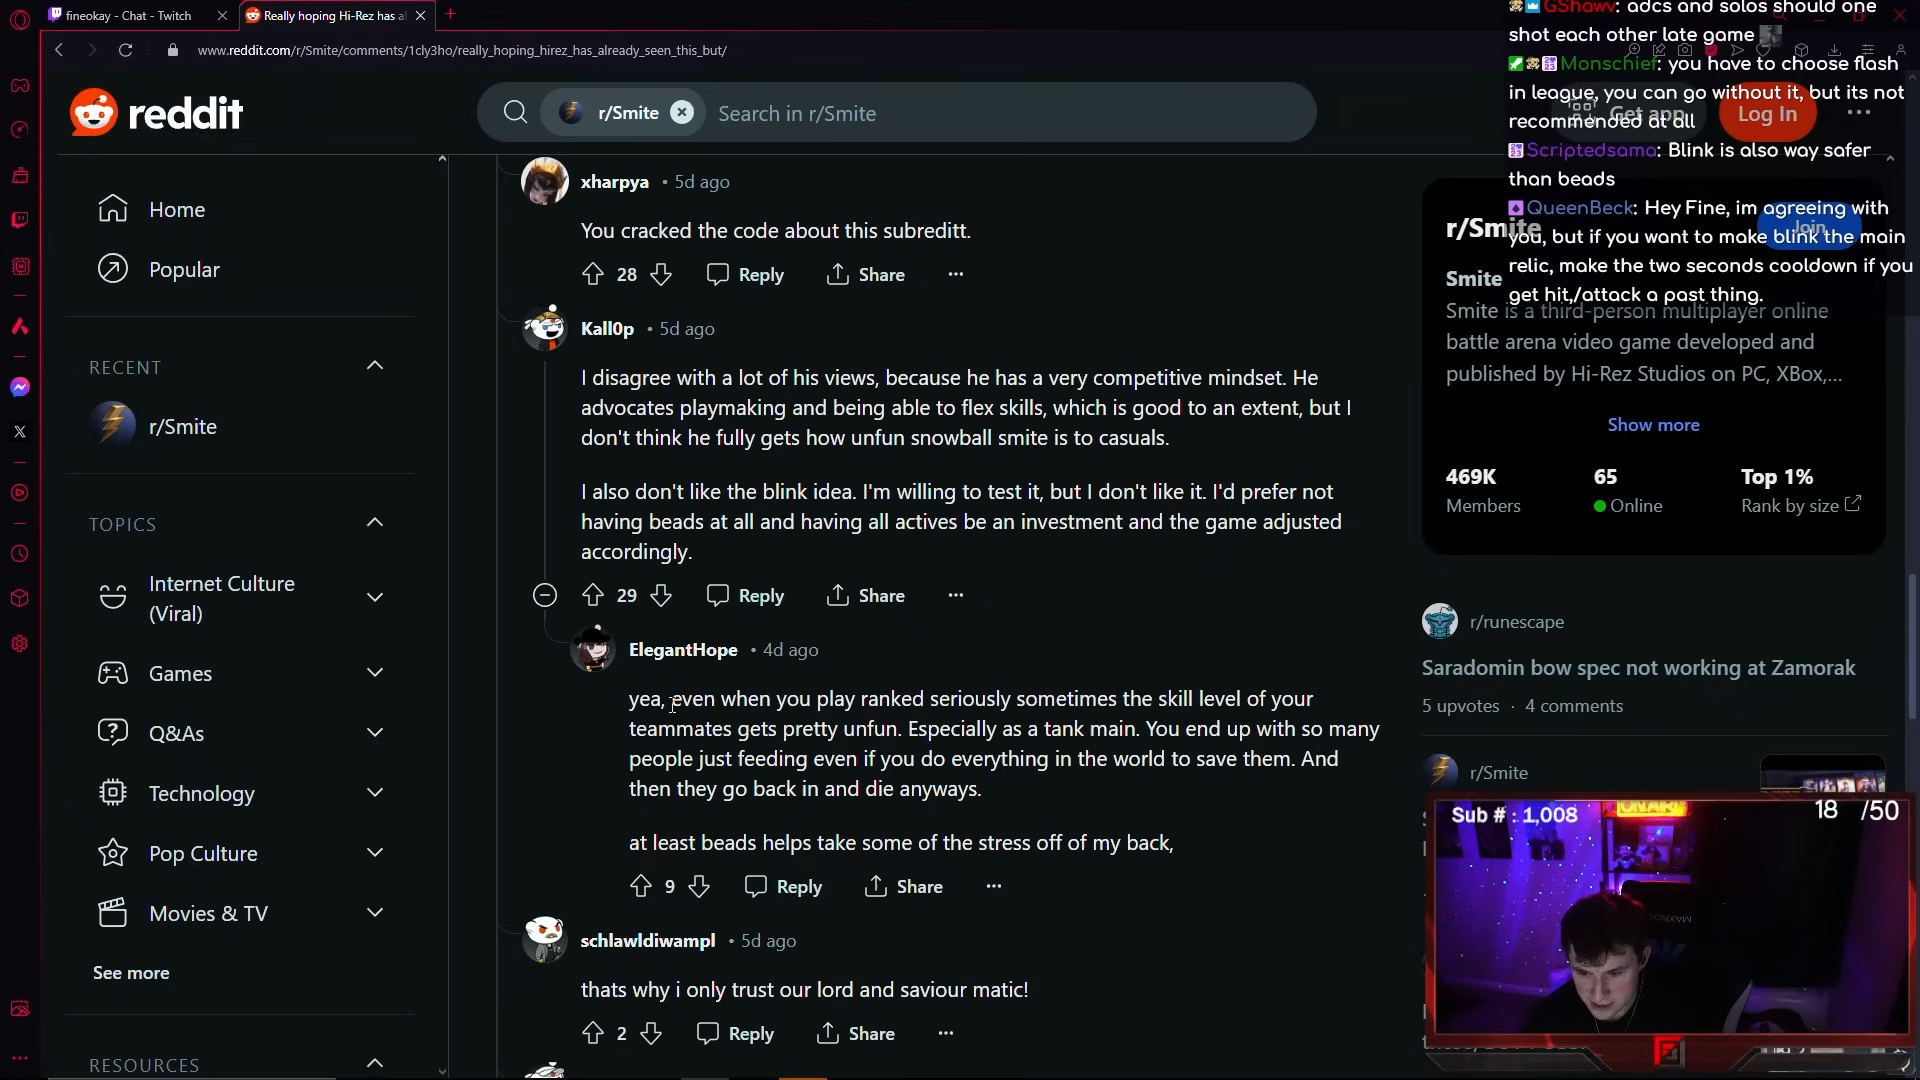 fineokay - Chat - Twitch
Really hoping Hi-Rez has a
www.reddit.com/r/Smite/comments/1cly3ho/really_hoping_hirez_has_already_seen_this_but/
reddit
r/Smite
Search in r/Smite
Get app
Log In
GShawv: adcs and solos should one
shot each other late game
Monschief: you have to choose flash
in league, you can go without it, but its not
recommended at all
Scriptedsama: Blink is also way safer
than beads
QueenBeck: Hey Fine, im agreeing with
you, but if you want to make blink the main
relic, make the two seconds cooldown if you
get hit,/attack a past thing.
Home
Popular
RECENT
r/Smite
TOPICS
Internet Culture
(Viral)
Games
Q&As
Technology
Pop Culture
Movies & TV
See more
RESOURCES
xharpya • 5d ago
You cracked the code about this subreditt.
28 Reply Share
Kall0p • 5d ago
I disagree with a lot of his views, because he has a very competitive mindset. He
advocates playmaking and being able to flex skills, which is good to an extent, but I
don't think he fully gets how unfun snowball smite is to casuals.
I also don't like the blink idea. I'm willing to test it, but I don't like it. I'd prefer not
having beads at all and having all actives be an investment and the game adjusted
accordingly.
29 Reply Share
ElegantHope • 4d ago
yea, even when you play ranked seriously sometimes the skill level of your
teammates gets pretty unfun. Especially as a tank main. You end up with so many
people just feeding even if you do everything in the world to save them. And
then they go back in and die anyways.
at least beads helps take some of the stress off of my back,
9 Reply Share
schlawldiwampl • 5d ago
thats why i only trust our lord and saviour matic!
2 Reply Share
r/Smite
Join
Smite
Smite is a third-person multiplayer online
battle arena video game developed and
published by Hi-Rez Studios on PC, XBox,...
Show more
469K
Members
65
Online
Top 1%
Rank by size
r/runescape
Saradomin bow spec not working at Zamorak
5 upvotes · 4 comments
r/Smite
Sub # : 1,008
18 /50